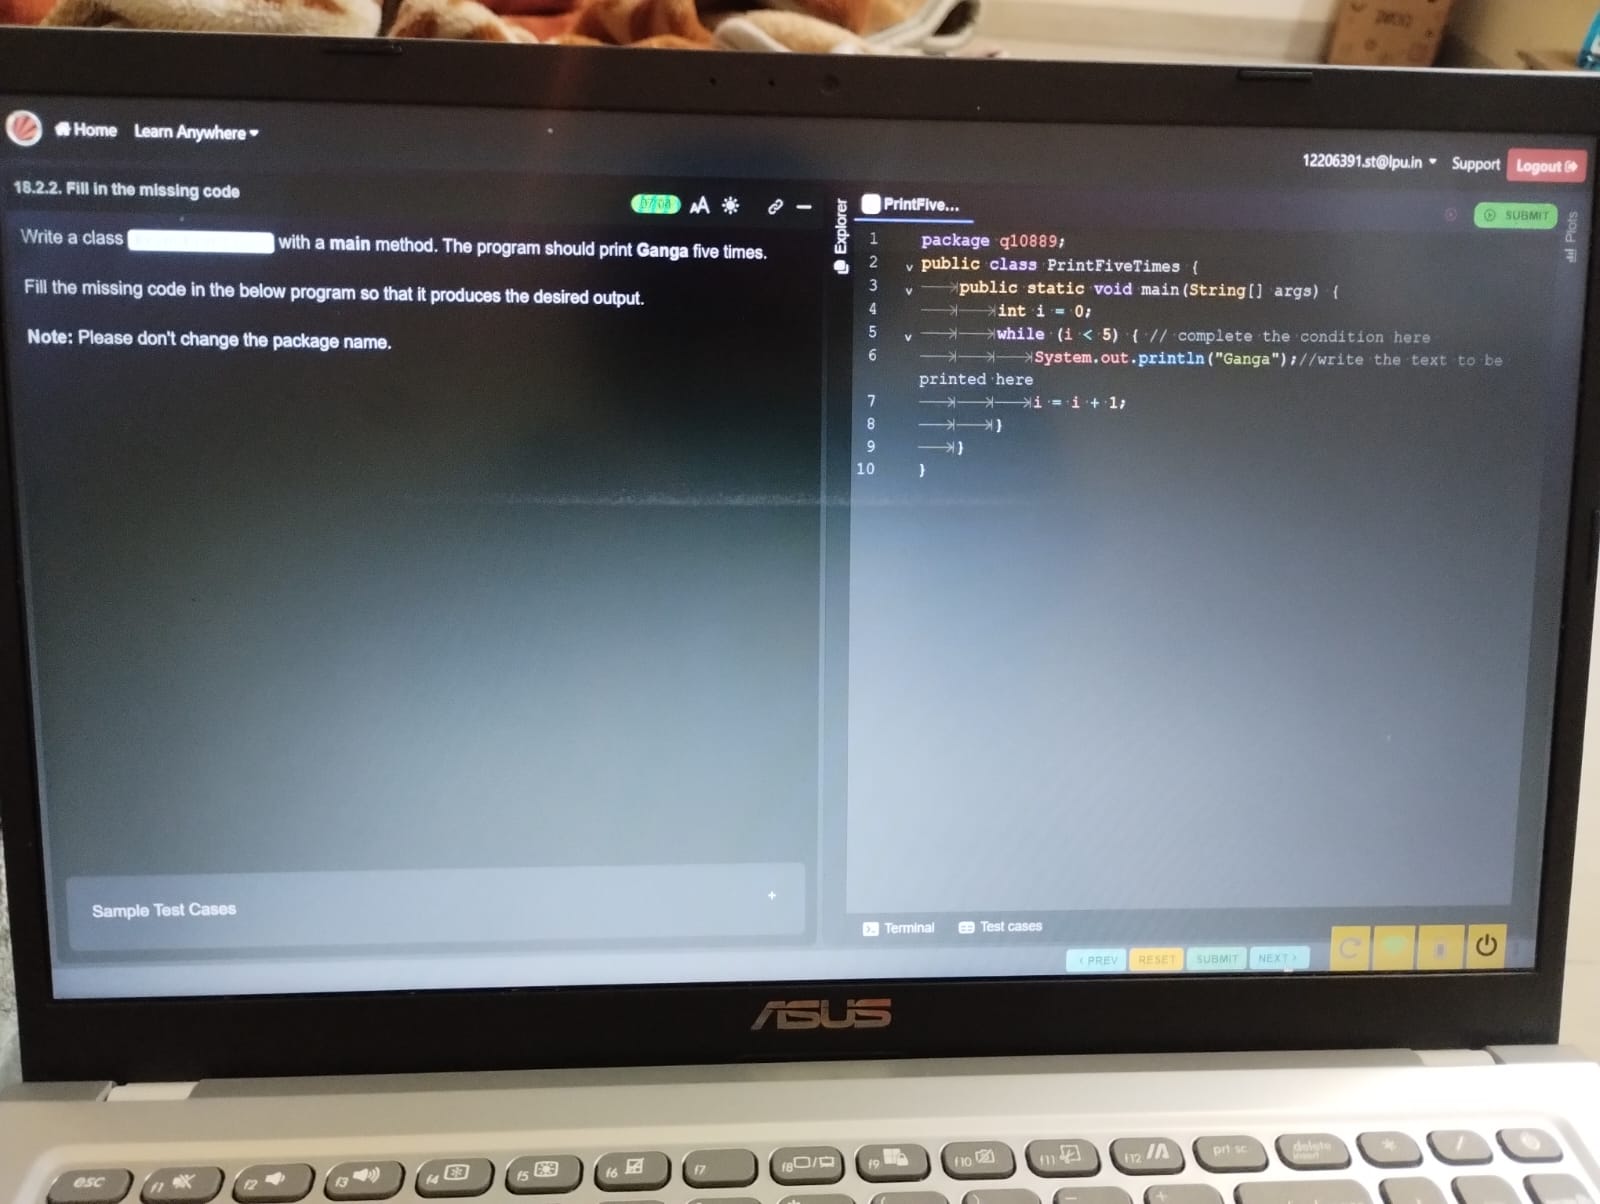 Home Learn Anywhere
12206391.st@lpu.in Support Logout
18.2.2. Fill in the missing code
AA
Write a class with a main method. The program should print Ganga five times.
Fill the missing code in the below program so that it produces the desired output.
Note: Please don't change the package name.
Sample Test Cases +
Explorer
PrintFive...
SUBMIT
Plots
1 package q10889;
2 public class PrintFiveTimes {
3 public static void main(String[] args) {
4 int i = 0;
5 while (i < 5) { // complete the condition here
6 System.out.println("Ganga");//write the text to be
printed here
7 i = i + 1;
8 }
9 }
10 }
Terminal Test cases
< PREV RESET SUBMIT NEXT >
ASUS
esc f1 f2 f3 f4 f5 f6 f7 f8 f9 f10 f11 f12 prt sc delete
insert * /